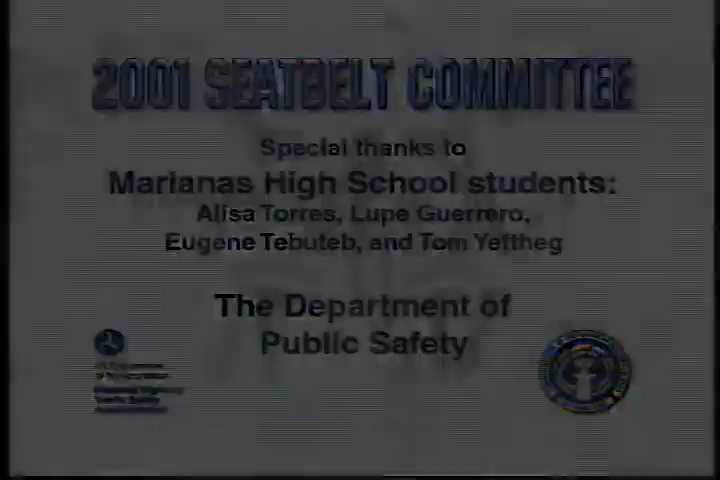 2001 SEATBELT COMMITTEE
Special thanks to
Marianas High School students:
Alisa Torres, Lupe Guerrero,
Eugene Tebuteb, and Tom Yeftheg
The Department of
Public Safety